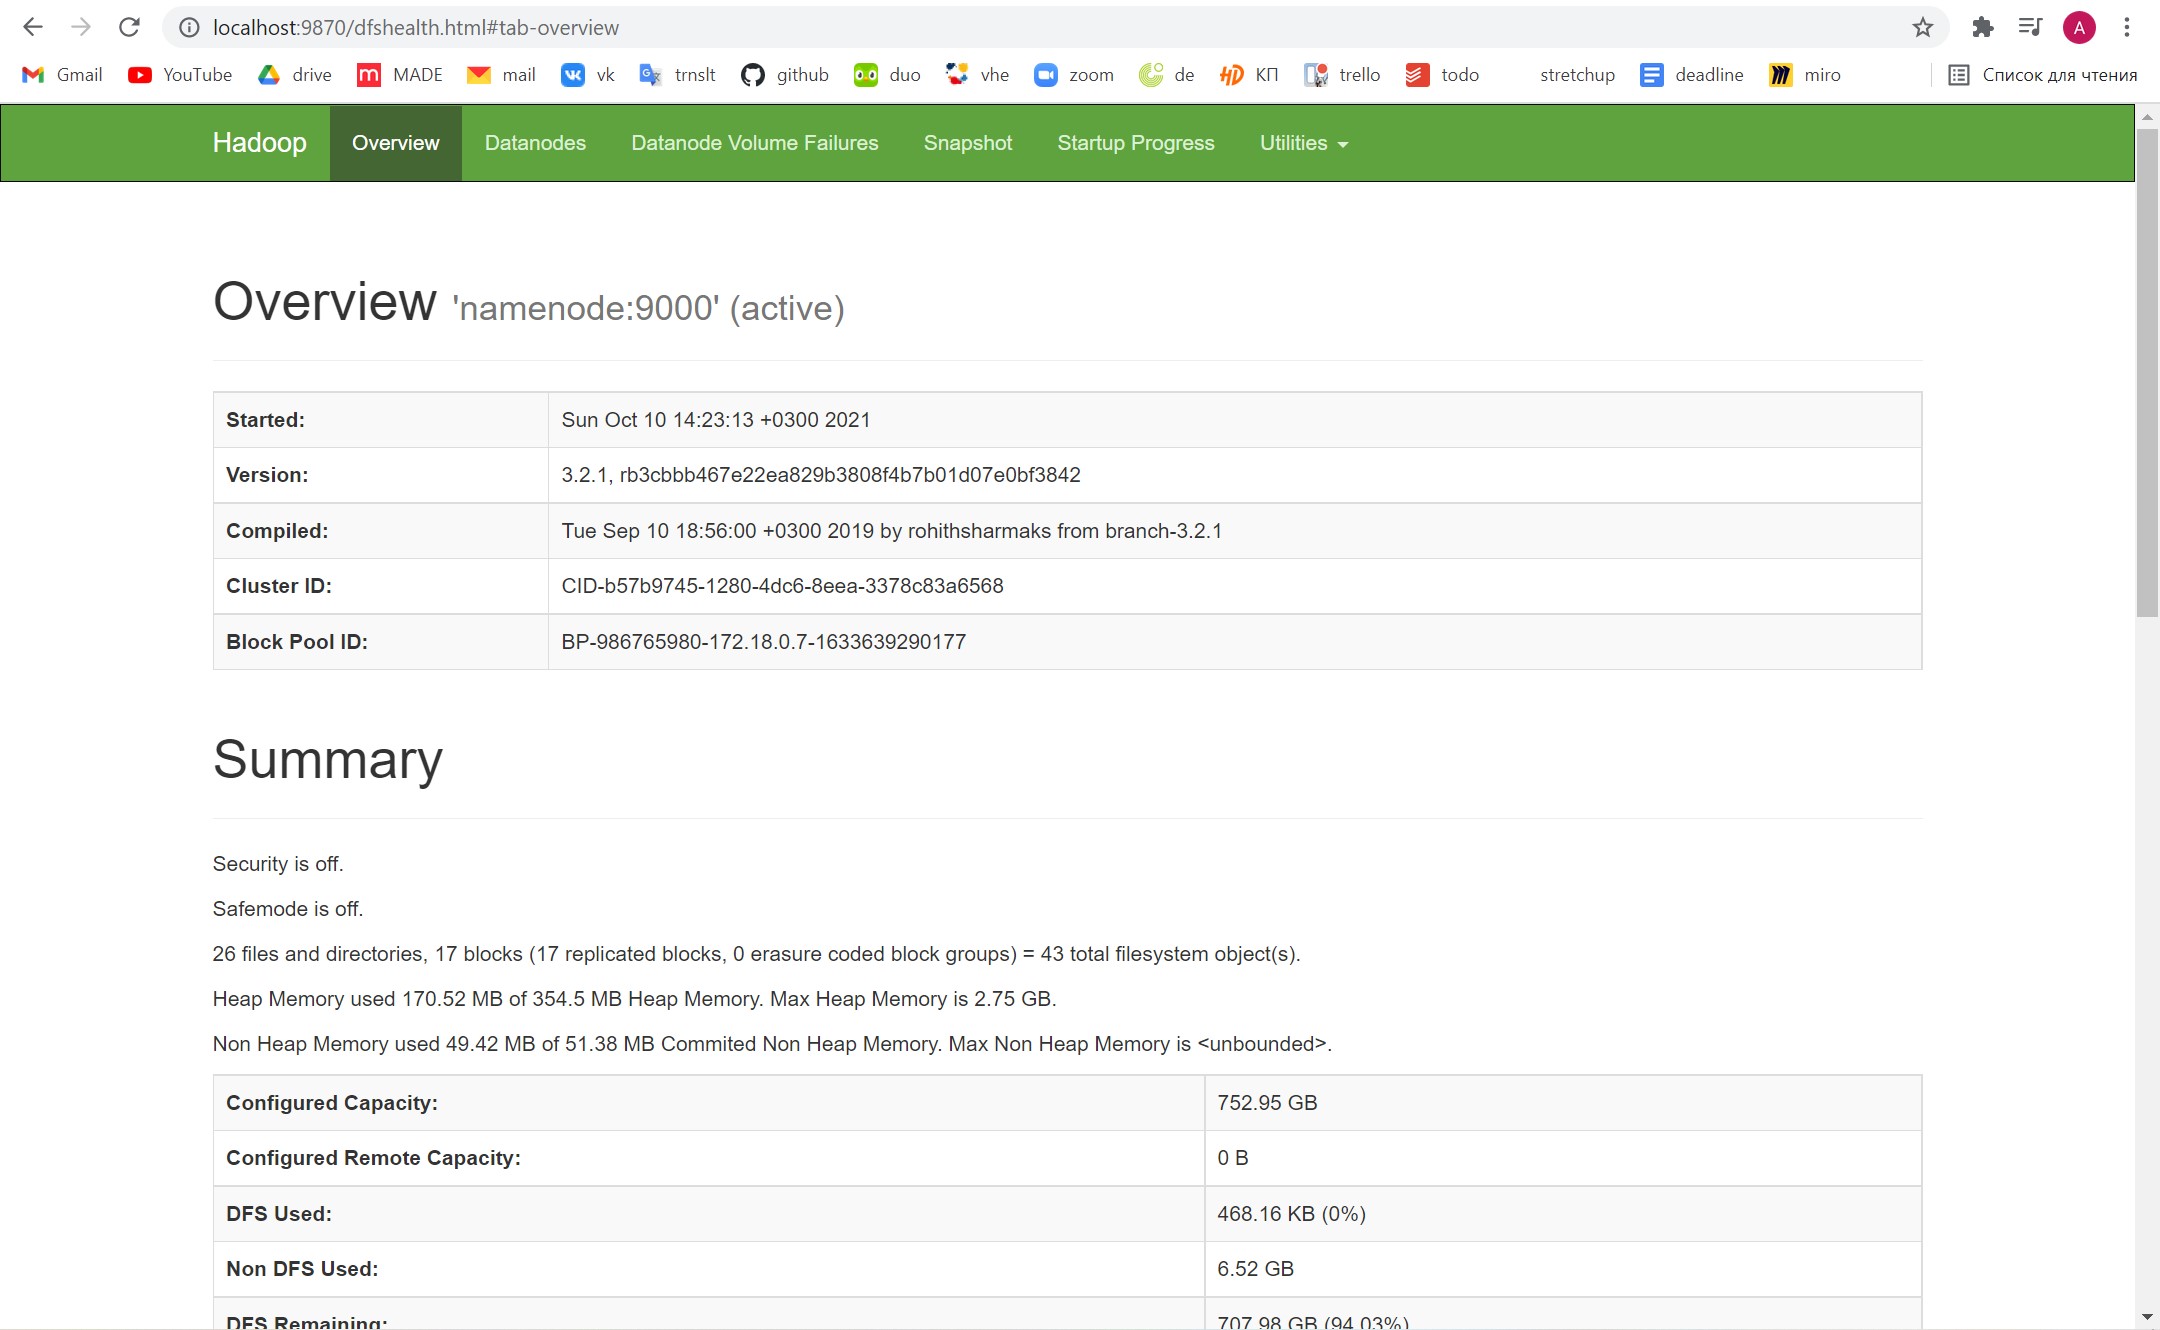 localhost:9870/dfshealth.html#tab-overview
A
Gmail YouTube drive MADE mail vk trnslt github duo vhe zoom de КП trello todo stretchup deadline miro Список для чтения
Hadoop Overview Datanodes Datanode Volume Failures Snapshot Startup Progress Utilities
Overview 'namenode:9000' (active)
Started: Sun Oct 10 14:23:13 +0300 2021
Version: 3.2.1, rb3cbbb467e22ea829b3808f4b7b01d07e0bf3842
Compiled: Tue Sep 10 18:56:00 +0300 2019 by rohithsharmaks from branch-3.2.1
Cluster ID: CID-b57b9745-1280-4dc6-8eea-3378c83a6568
Block Pool ID: BP-986765980-172.18.0.7-1633639290177
Summary
Security is off.
Safemode is off.
26 files and directories, 17 blocks (17 replicated blocks, 0 erasure coded block groups) = 43 total filesystem object(s).
Heap Memory used 170.52 MB of 354.5 MB Heap Memory. Max Heap Memory is 2.75 GB.
Non Heap Memory used 49.42 MB of 51.38 MB Commited Non Heap Memory. Max Non Heap Memory is <unbounded>.
Configured Capacity: 752.95 GB
Configured Remote Capacity: 0 B
DFS Used: 468.16 KB (0%)
Non DFS Used: 6.52 GB
DFS Remaining: 707.98 GB (94.03%)